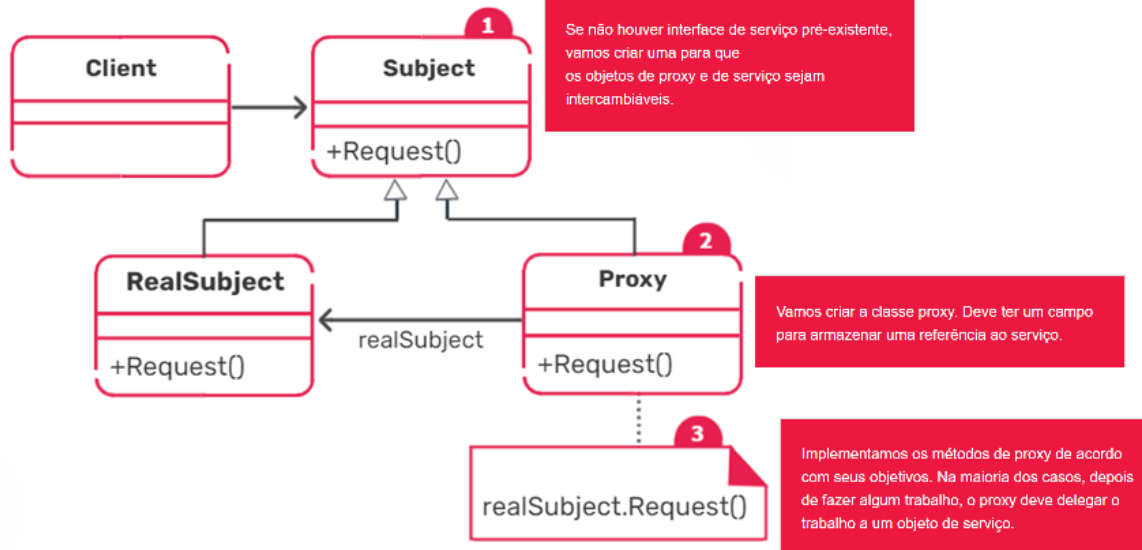 1
Client
Subject
+Request()
Se não houver interface de serviço pré-existente,
vamos criar uma para que
os objetos de proxy e de serviço sejam
intercambiáveis.
RealSubject
+Request()
realSubject
2
Proxy
+Request()
Vamos criar a classe proxy. Deve ter um campo
para armazenar uma referência ao serviço.
3
realSubject.Request()
Implementamos os métodos de proxy de acordo
com seus objetivos. Na maioria dos casos, depois
de fazer algum trabalho, o proxy deve delegar o
trabalho a um objeto de serviço.